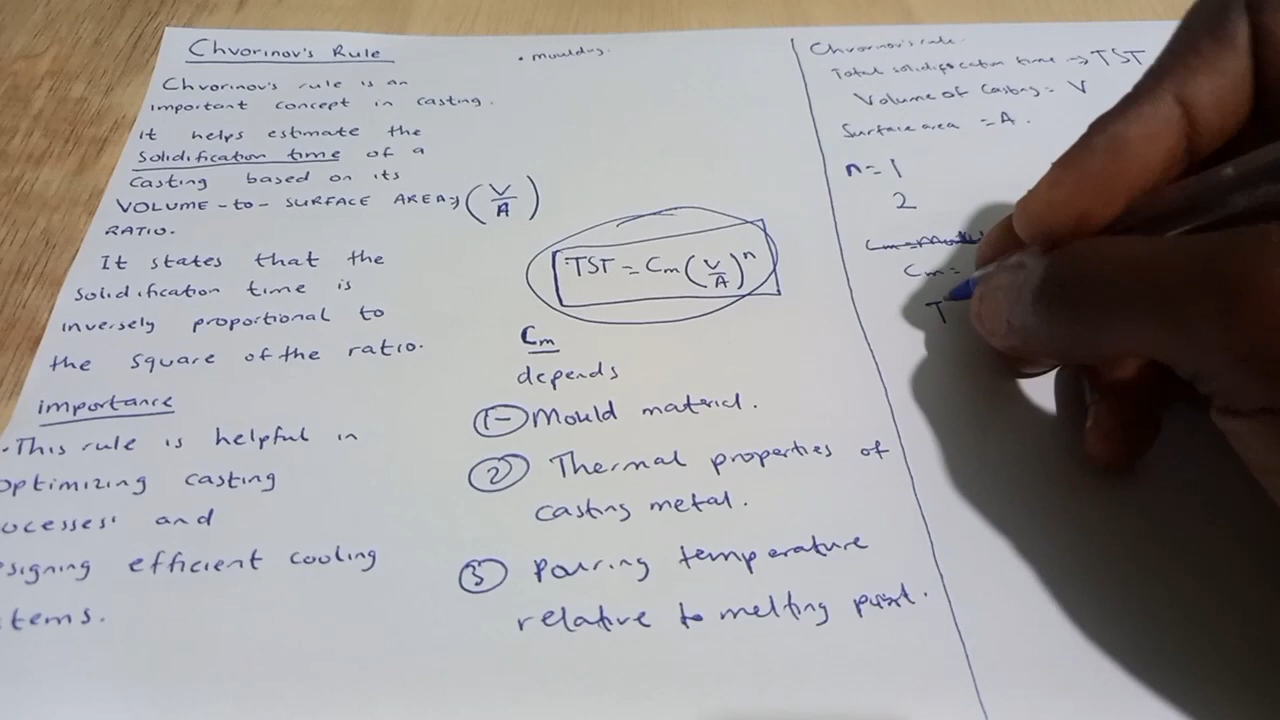 Chvorinov's Rule
Chvorinov's rule is an
important concept in casting.
it helps estimate the
Solidification time of a
Casting based on its
VOLUME-to-SURFACE AREA (V/A)
RATIO.
It states that the
solidification time is
inversely proportional to
the square of the ratio.
importance
• This rule is helpful in
optimizing casting
ocesses and
signing efficient cooling
tems.
TST = Cm (V/A)^n
Cm
depends
1- Mould material.
2 Thermal properties of
casting metal.
3 Pouring temperature
relative to melting point.
Chvorinov's rule.
Total solidification time → TST
Volume of Casting = V
Surface area = A.
n = 1
2
Cm =
T